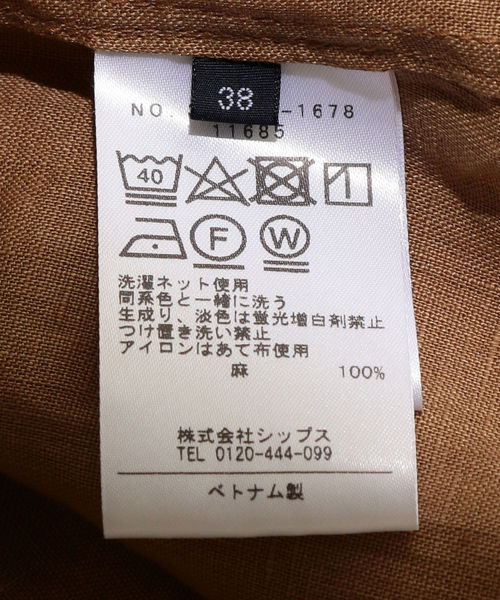 38
NO. -1678
11685
40
F W
洗濯ネット使用
同系色と一緒に洗う
生成り、淡色は蛍光増白剤禁止
つけ置き洗い禁止
アイロンはあて布使用
麻 100%
株式会社シップス
TEL 0120-444-099
ベトナム製